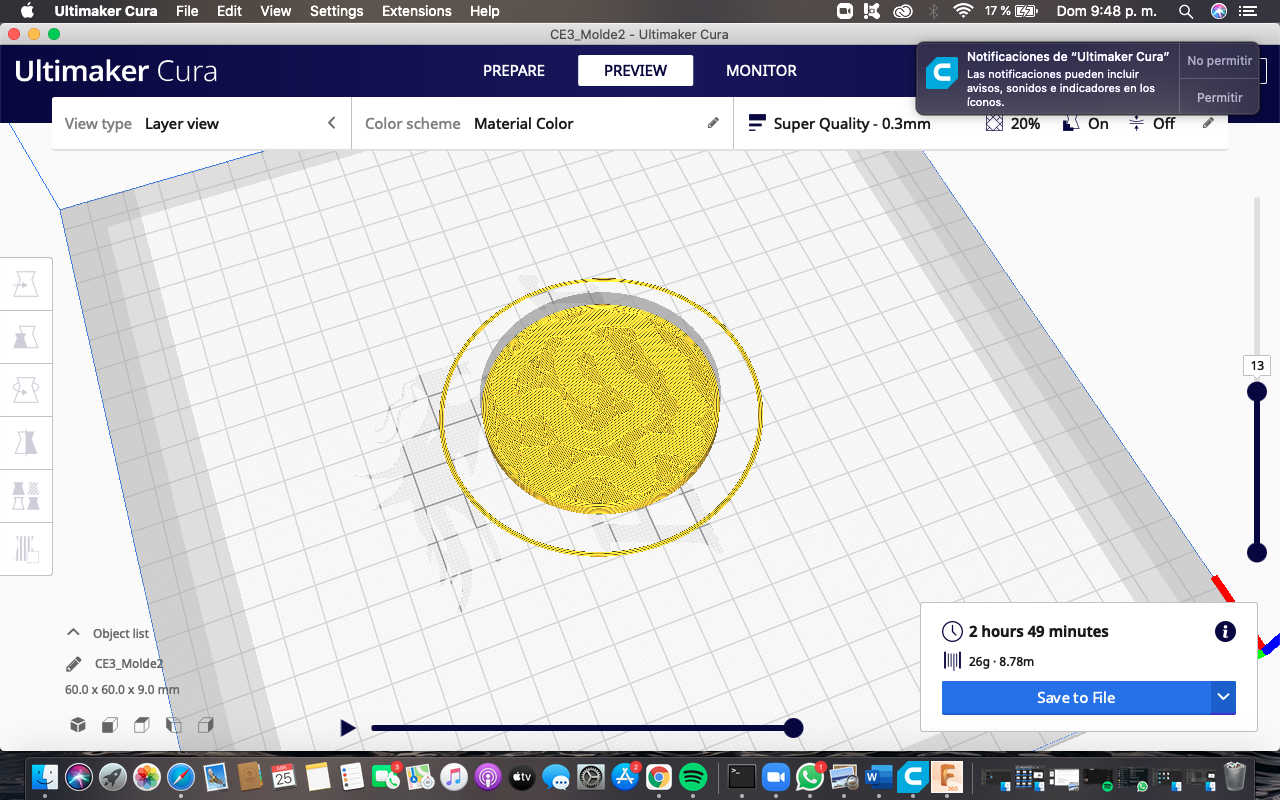 Ultimaker Cura File Edit View Settings Extensions Help 17 % Dom 9:48 p. m.
CE3_Molde2 - Ultimaker Cura
Ultimaker Cura PREPARE PREVIEW MONITOR
Notificaciones de “Ultimaker Cura”
Las notificaciones pueden incluir
avisos, sonidos e indicadores en los
íconos.
No permitir
Permitir
View type Layer view Color scheme Material Color Super Quality - 0.3mm 20% On Off
13
Object list
CE3_Molde2
60.0 x 60.0 x 9.0 mm
2 hours 49 minutes
26g · 8.78m
Save to File
3
ABR
25
tv
2
1
W
C
F
360